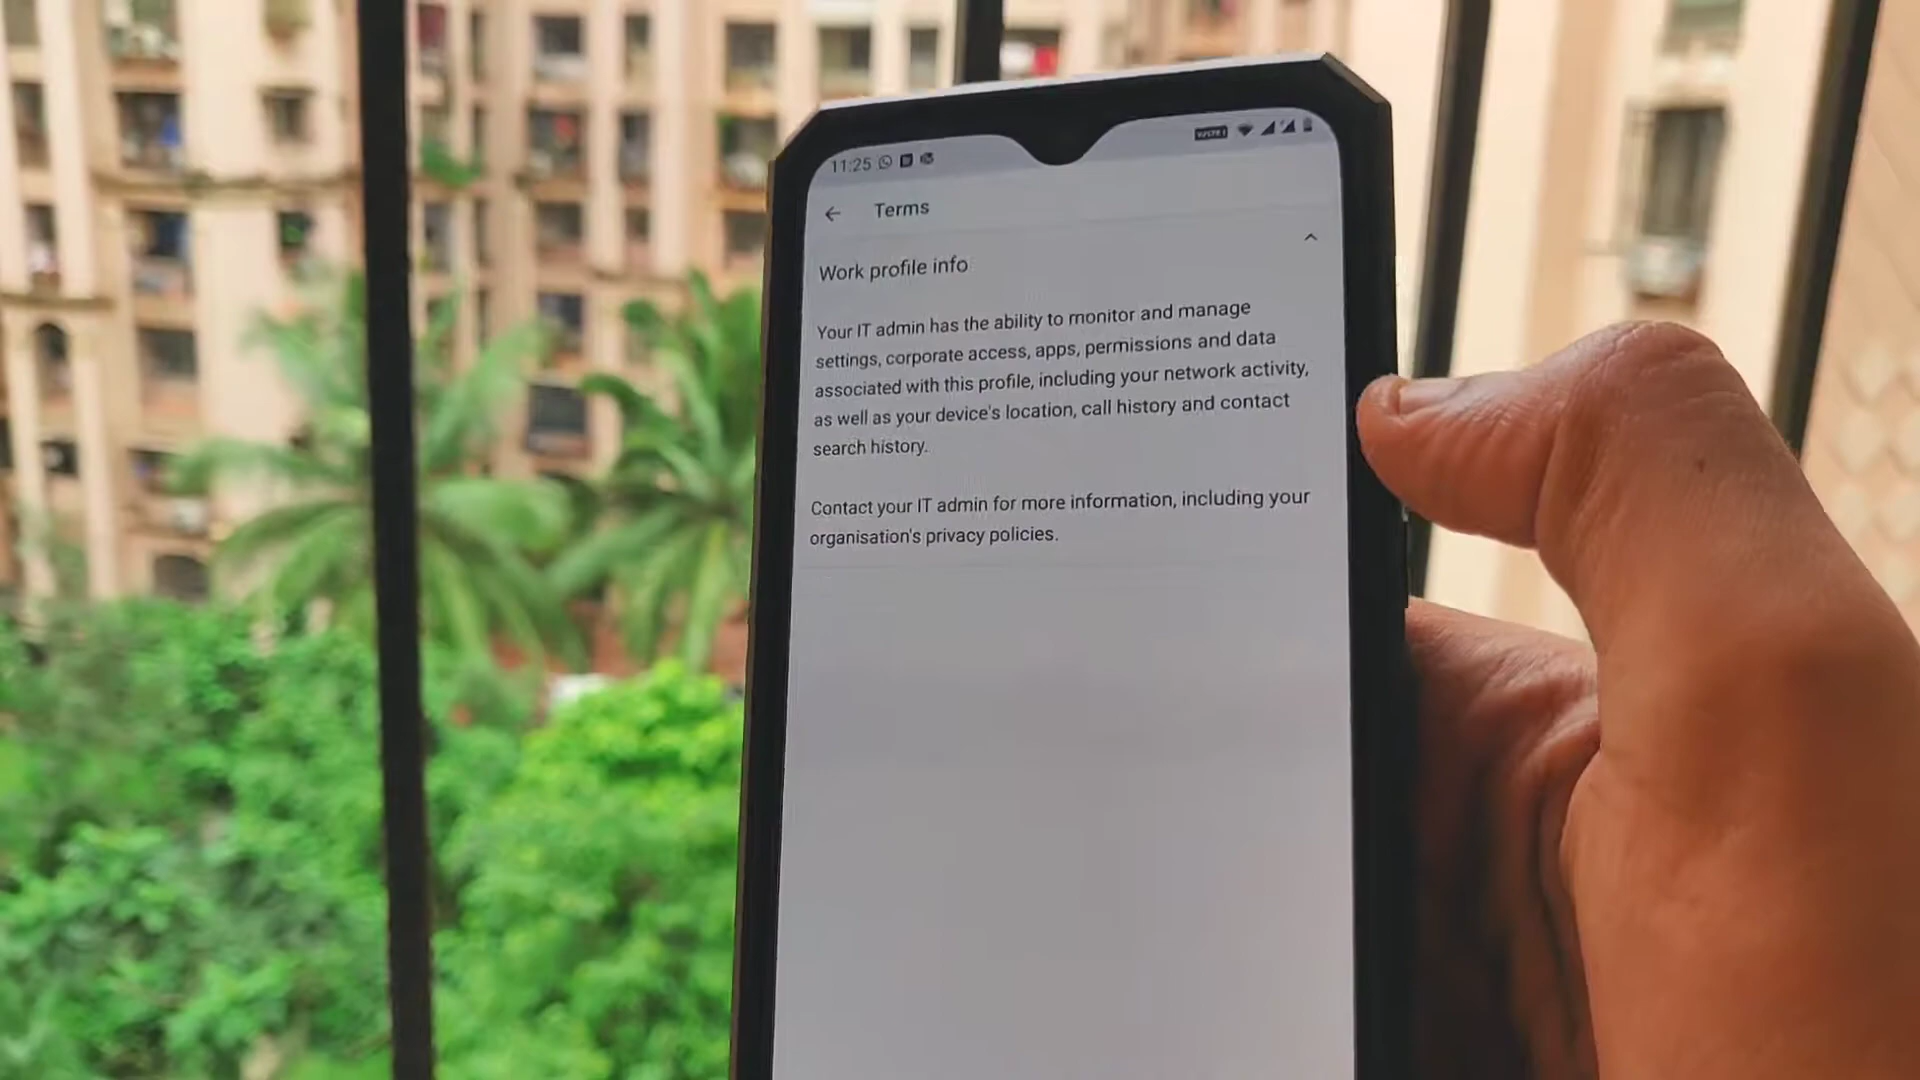 11:25
Terms
Work profile info
Your IT admin has the ability to monitor and manage
settings, corporate access, apps, permissions and data
associated with this profile, including your network activity,
as well as your device's location, call history and contact
search history.
Contact your IT admin for more information, including your
organisation's privacy policies.